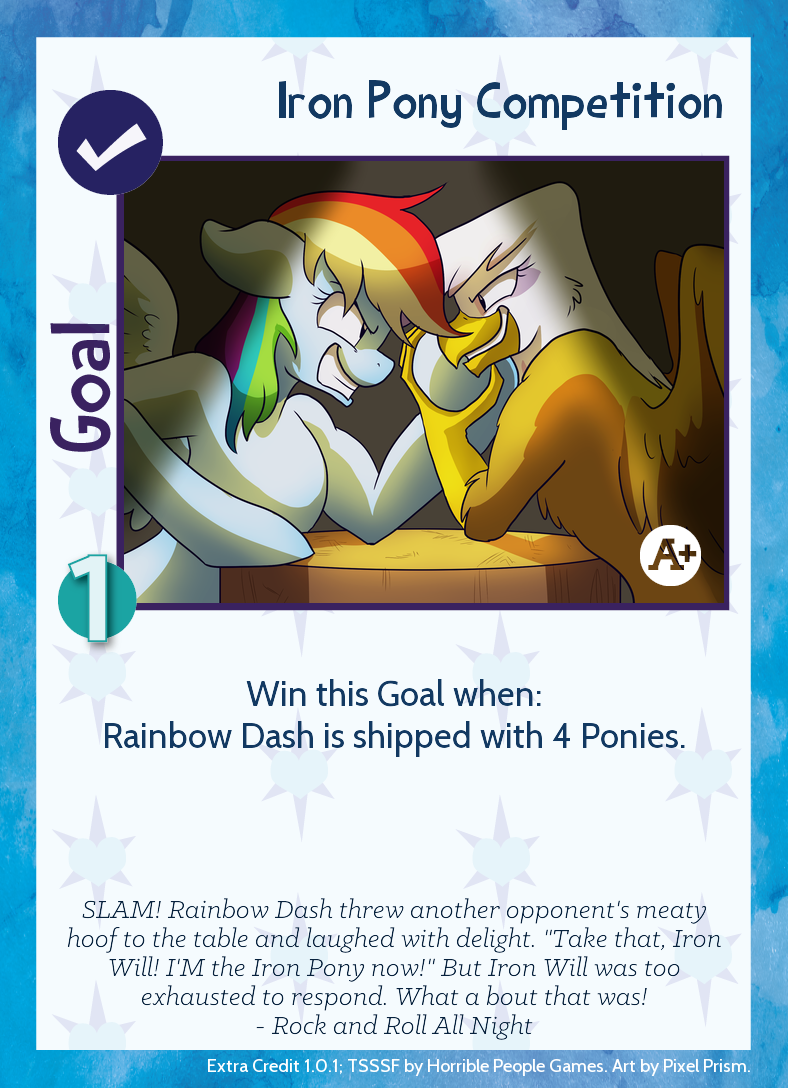 Iron Pony Competition
Goal
A+
1
Win this Goal when:
Rainbow Dash is shipped with 4 Ponies.
SLAM! Rainbow Dash threw another opponent's meaty
hoof to the table and laughed with delight. "Take that, Iron
Will! I'M the Iron Pony now!" But Iron Will was too
exhausted to respond. What a bout that was!
- Rock and Roll All Night
Extra Credit 1.0.1; TSSSF by Horrible People Games. Art by Pixel Prism.